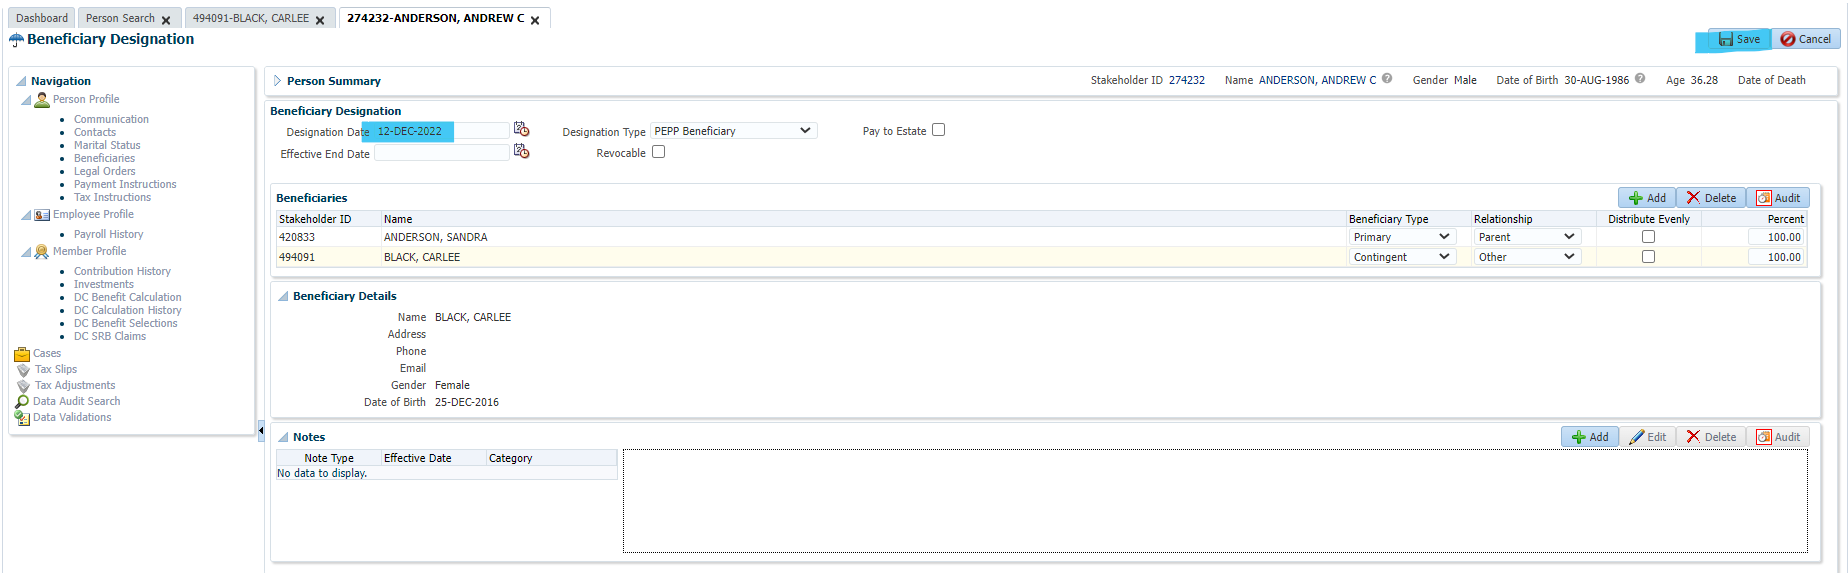 Dashboard Person Search 494091-BLACK, CARLEE 274232-ANDERSON, ANDREW C
Beneficiary Designation
Save Cancel
Navigation
Person Profile
Communication
Contacts
Marital Status
Beneficiaries
Legal Orders
Payment Instructions
Tax Instructions
Employee Profile
Payroll History
Member Profile
Contribution History
Investments
DC Benefit Calculation
DC Calculation History
DC Benefit Selections
DC SRB Claims
Cases
Tax Slips
Tax Adjustments
Data Audit Search
Data Validations
Person Summary Stakeholder ID 274232 Name ANDERSON, ANDREW C Gender Male Date of Birth 30-AUG-1986 Age 36.28 Date of Death
Beneficiary Designation
Designation Date 12-DEC-2022 Designation Type PEPP Beneficiary Pay to Estate
Effective End Date Revocable
Beneficiaries Add Delete Audit
Stakeholder ID Name Beneficiary Type Relationship Distribute Evenly Percent
420833 ANDERSON, SANDRA Primary Parent 100.00
494091 BLACK, CARLEE Contingent Other 100.00
Beneficiary Details
Name BLACK, CARLEE
Address
Phone
Email
Gender Female
Date of Birth 25-DEC-2016
Notes Add Edit Delete Audit
Note Type Effective Date Category
No data to display.